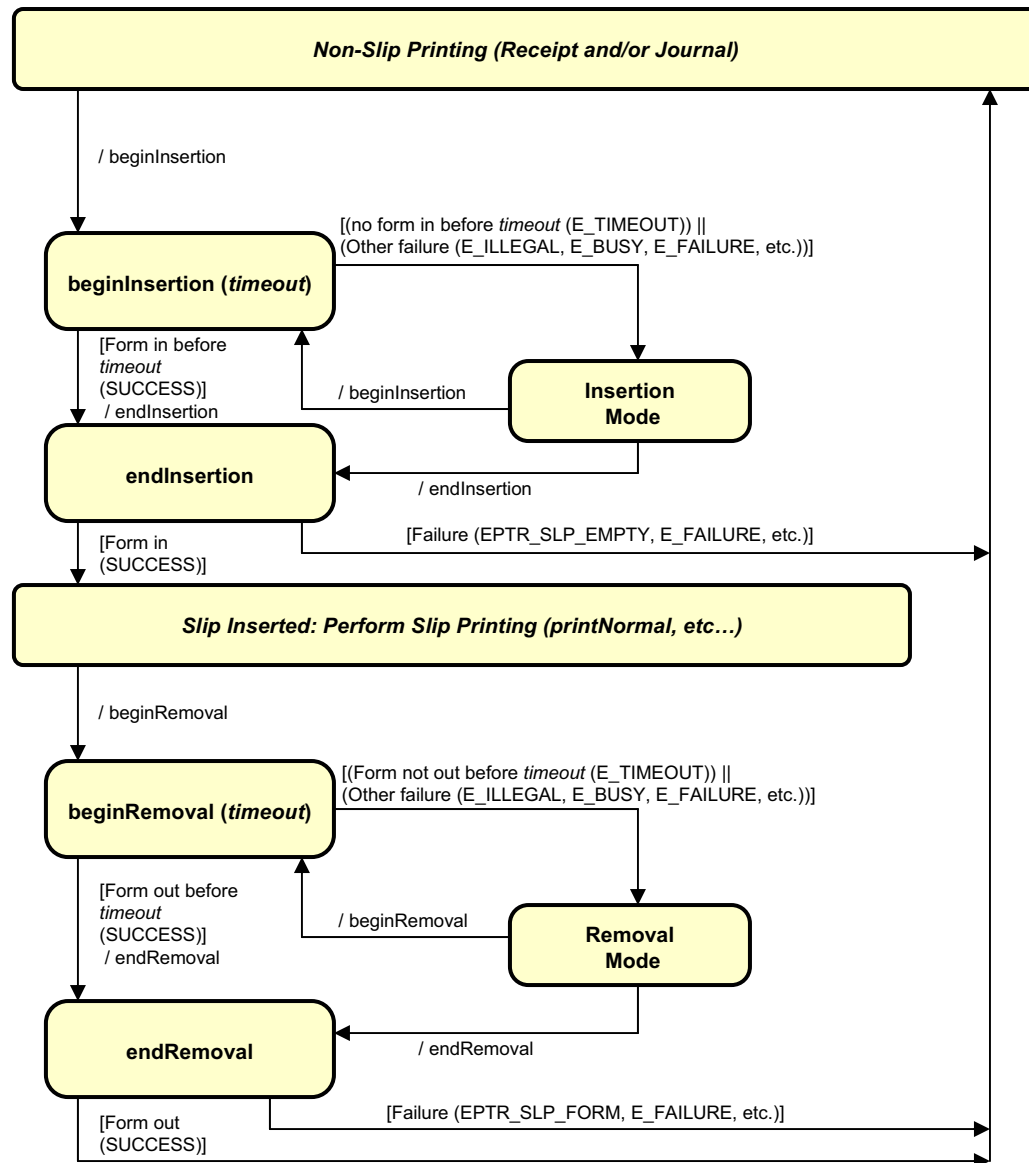 Non-Slip Printing (Receipt and/or Journal)
/ beginInsertion
[(no form in before timeout (E_TIMEOUT)) ||
(Other failure (E_ILLEGAL, E_BUSY, E_FAILURE, etc.))]
beginInsertion (timeout)
[Form in before
timeout
(SUCCESS)]
/ endInsertion
/ beginInsertion
Insertion
Mode
endInsertion
/ endInsertion
[Form in
(SUCCESS)]
[Failure (EPTR_SLP_EMPTY, E_FAILURE, etc.)]
Slip Inserted: Perform Slip Printing (printNormal, etc…)
/ beginRemoval
[(Form not out before timeout (E_TIMEOUT)) ||
(Other failure (E_ILLEGAL, E_BUSY, E_FAILURE, etc.))]
beginRemoval (timeout)
[Form out before
timeout
(SUCCESS)]
/ endRemoval
/ beginRemoval
Removal
Mode
endRemoval
/ endRemoval
[Form out
(SUCCESS)]
[Failure (EPTR_SLP_FORM, E_FAILURE, etc.)]